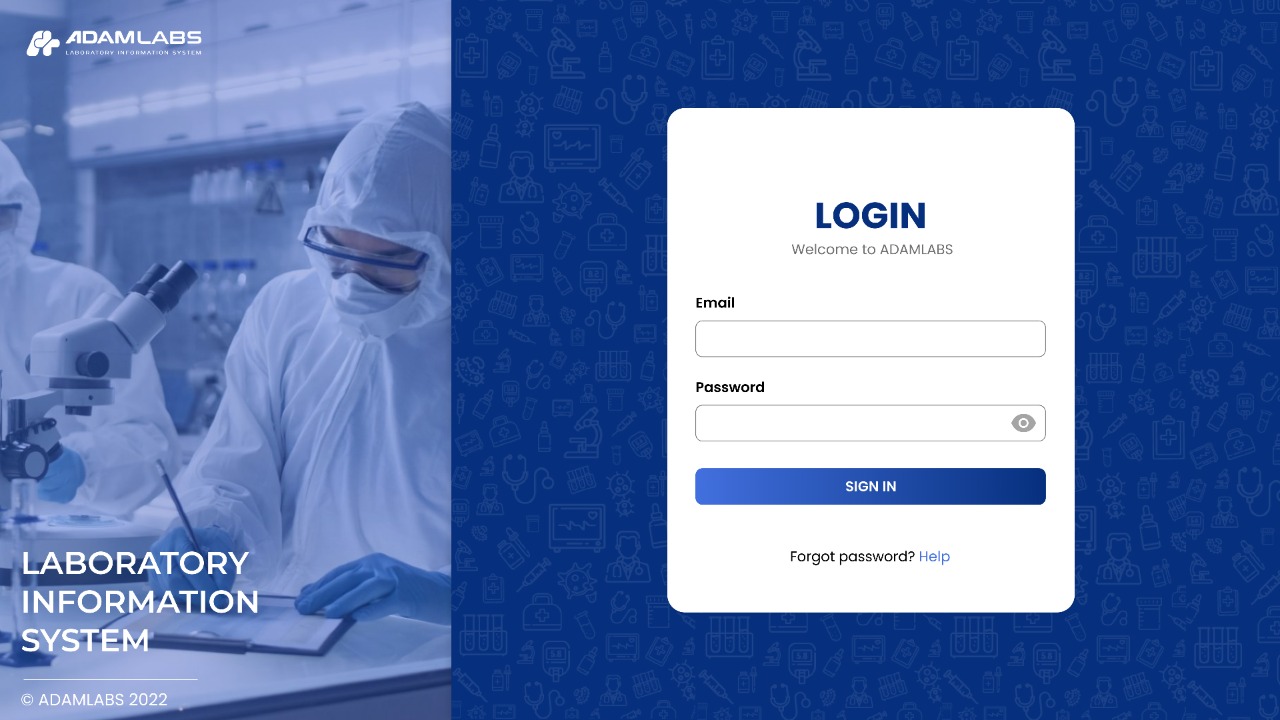 ADAMLABS
LABORATORY INFORMATION SYSTEM
LABORATORY
INFORMATION
SYSTEM
© ADAMLABS 2022
LOGIN
Welcome to ADAMLABS
Email
Password
SIGN IN
Forgot password? Help